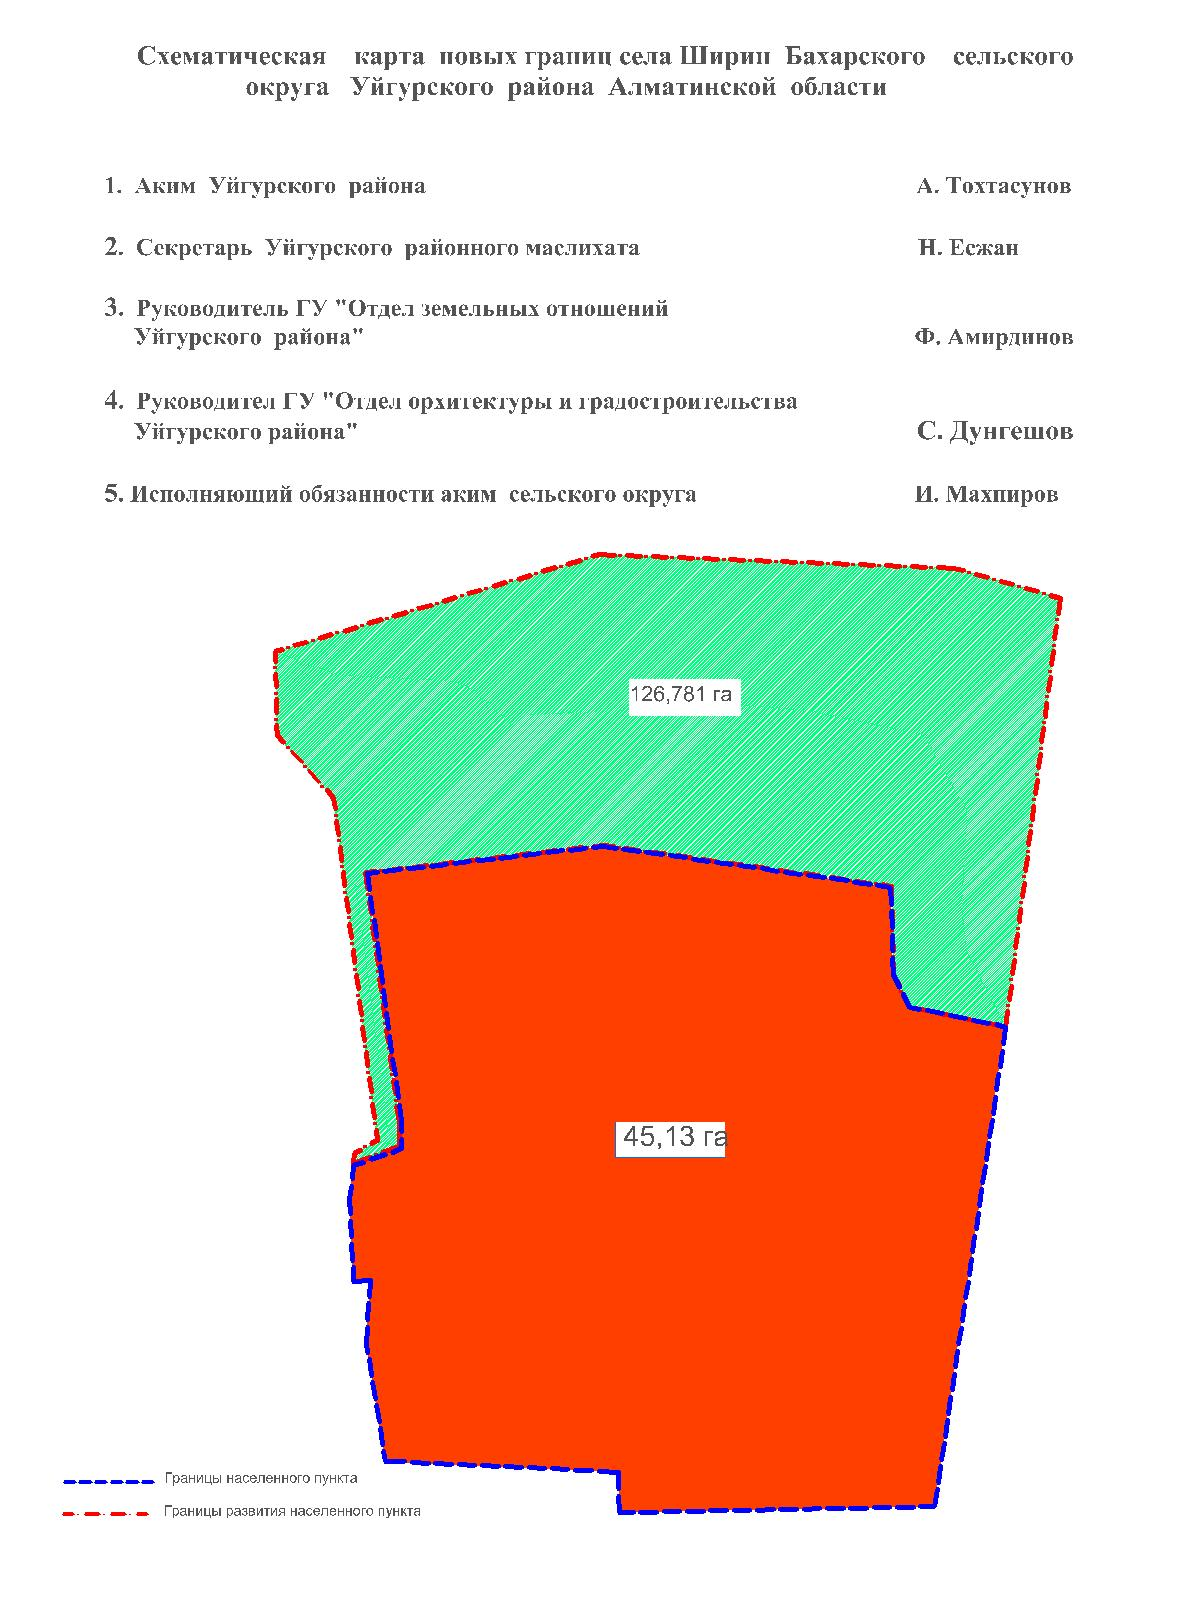 Схематическая карта новых границ села Ширин Бахарского сельского
округа Уйгурского района Алматинской области
1. Аким Уйгурского района А. Тохтасунов
2. Секретарь Уйгурского районного маслихата Н. Есжан
3. Руководитель ГУ "Отдел земельных отношений
Уйгурского района" Ф. Амирдинов
4. Руководител ГУ "Отдел орхитектуры и градостроительства
Уйгурского района" С. Дунгешов
5. Исполняющий обязанности аким сельского округа И. Махпиров
126,781 га
45,13 га
Границы населенного пункта
Границы развития населенного пункта